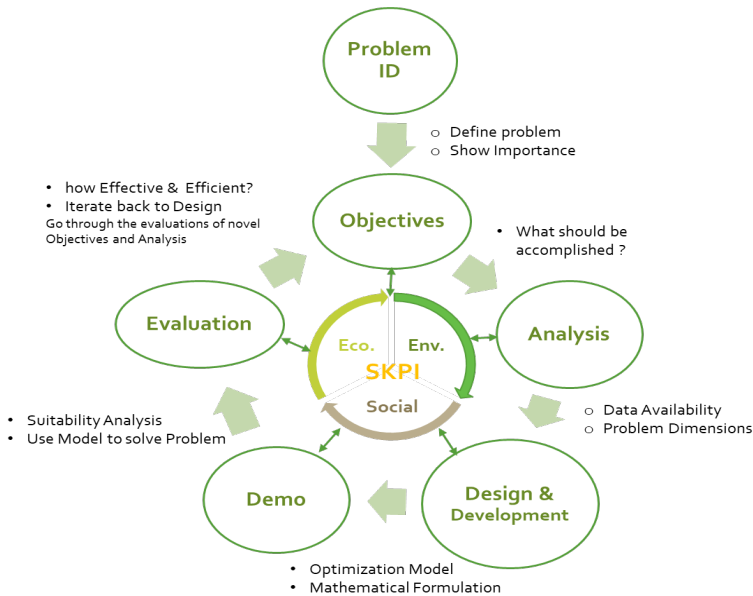 Problem
ID
o Define problem
o Show Importance
• how Effective & Efficient?
• Iterate back to Design
Go through the evaluations of novel
Objectives and Analysis
Objectives
• What should be
accomplished ?
Evaluation
Analysis
Eco.
Env.
SKPI
Social
• Suitability Analysis
• Use Model to solve Problem
o Data Availability
o Problem Dimensions
Demo
Design &
Development
• Optimization Model
• Mathematical Formulation